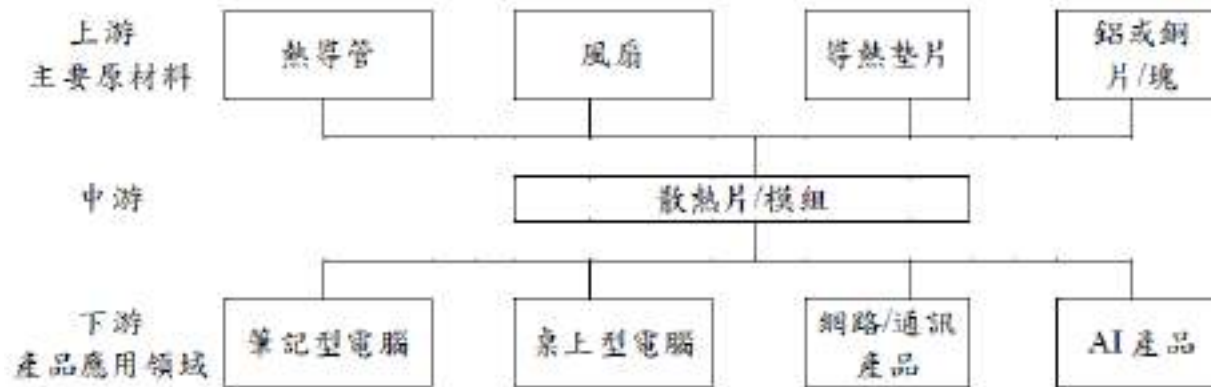 上游
主要原材料
熱導管
風扇
導熱墊片
鋁或銅
片/塊
中游
散熱片/模組
下游
產品應用領域
筆記型電腦
桌上型電腦
網路/通訊
產品
AI 產品